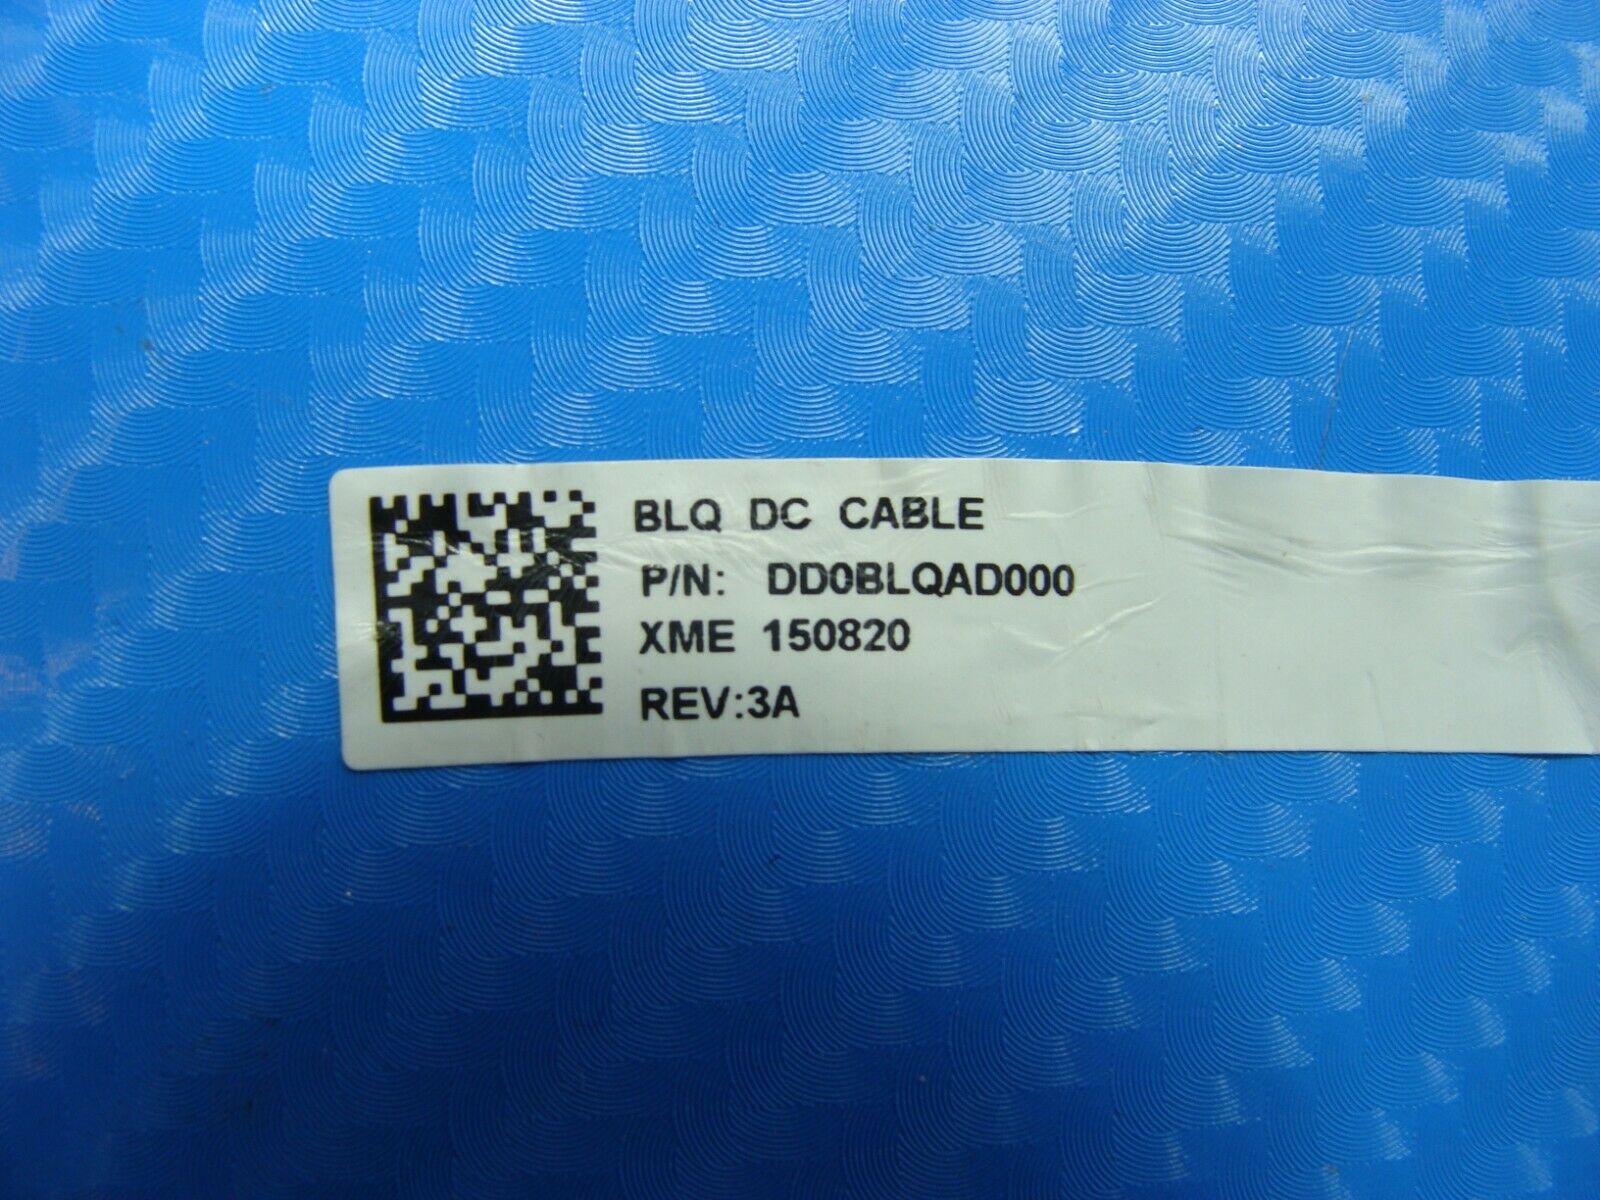 BLQ DC CABLE
P/N: DD0BLQAD000
XME 150820
REV:3A